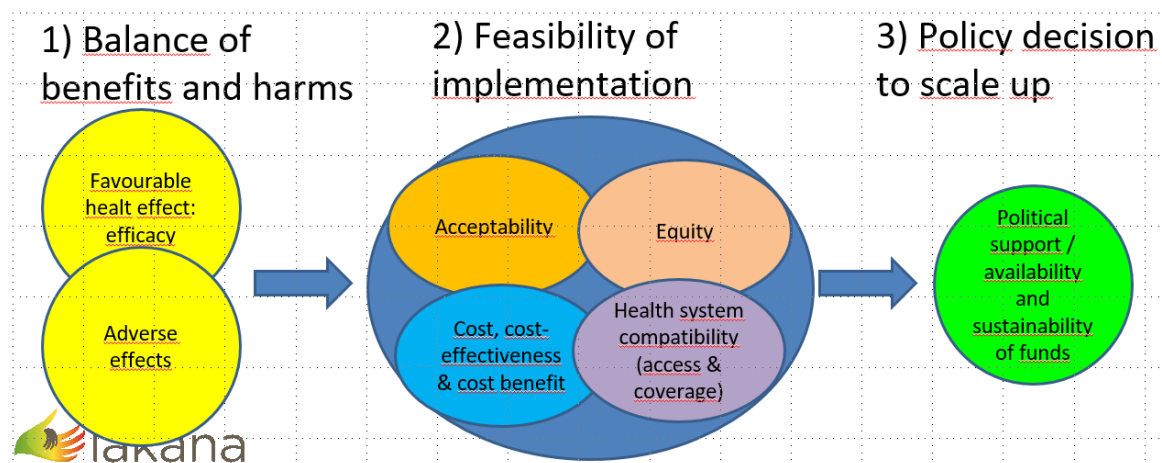 1) Balance of
benefits and harms
2) Feasibility of
implementation
3) Policy decision
to scale up
Favourable
healt effect:
efficacy
Adverse
effects
Acceptability
Equity
Cost, cost-
effectiveness
& cost benefit
Health system
compatibility
(access &
coverage)
Political
support /
availability
and
sustainability
of funds
lakana